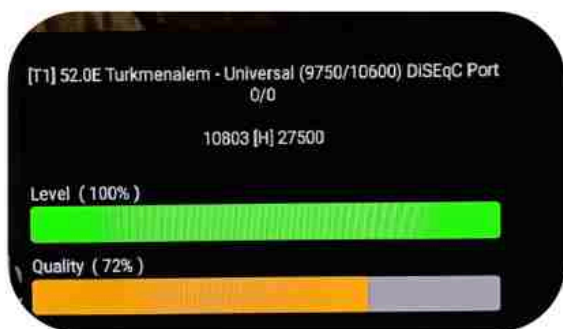 [T1] 52.0E Turkmenalem - Universal (9750/10600) DiSEqC Port
0/0
10803 [H] 27500
Level ( 100% )
Quality ( 72% )